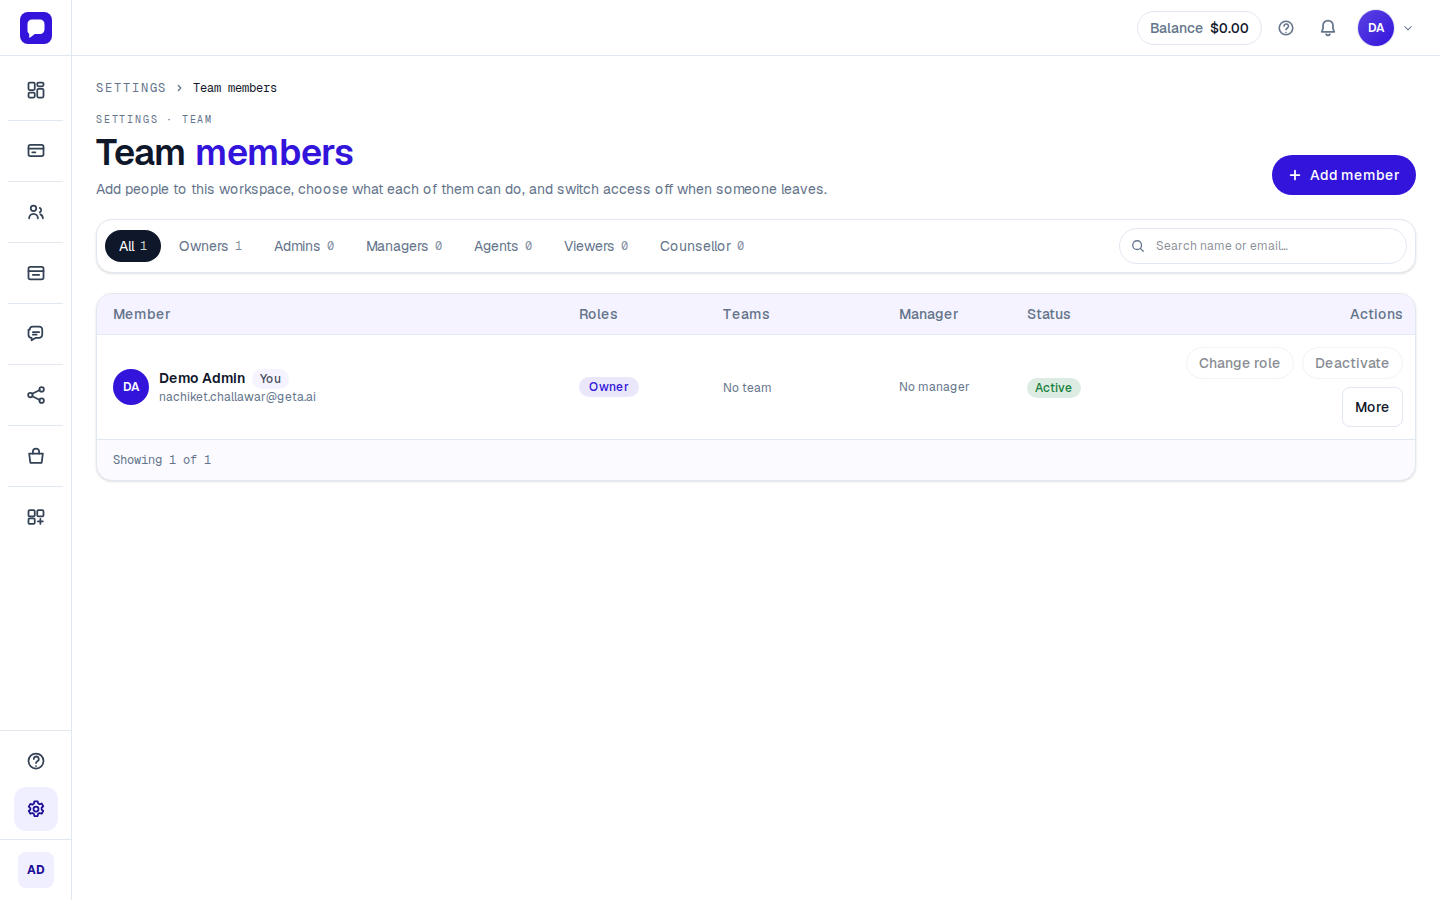 Balance $0.00
DA
SETTINGS > Team members
SETTINGS · TEAM
Team members
Add people to this workspace, choose what each of them can do, and switch access off when someone leaves.
+ Add member
All 1 Owners 1 Admins 0 Managers 0 Agents 0 Viewers 0 Counsellor 0
Search name or email...
Member Roles Teams Manager Status Actions
DA Demo Admin You
nachiket.challawar@geta.ai
Owner No team No manager Active
Change role Deactivate
More
Showing 1 of 1
AD